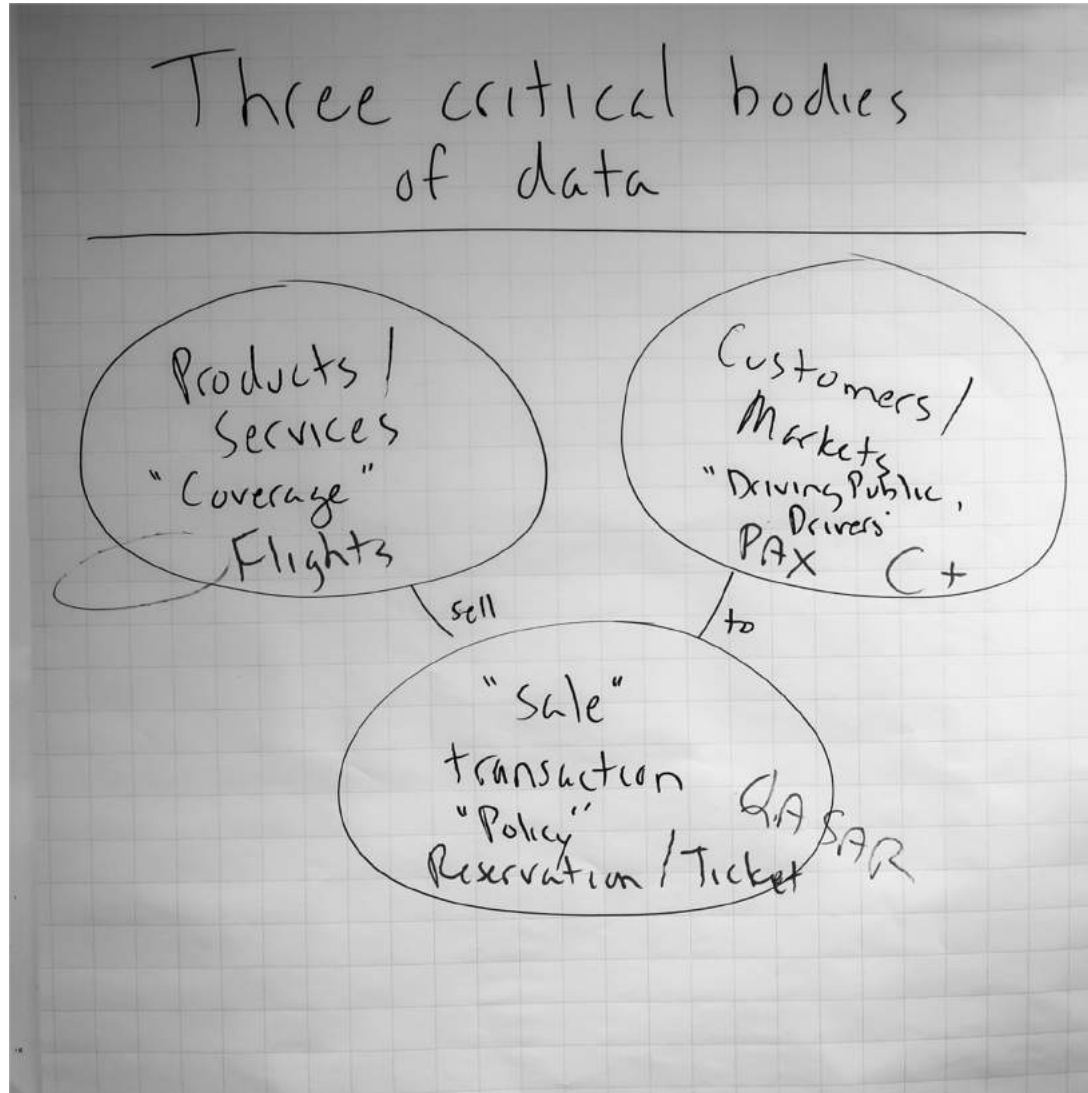 Three critical bodies
of data
Products /
Services
"Coverage"
Flights
Customers /
Markets
"Driving Public,
Drivers"
PAX C+
sell
to
"Sale"
transaction
"Policy"
Reservation / Ticket
QASAR